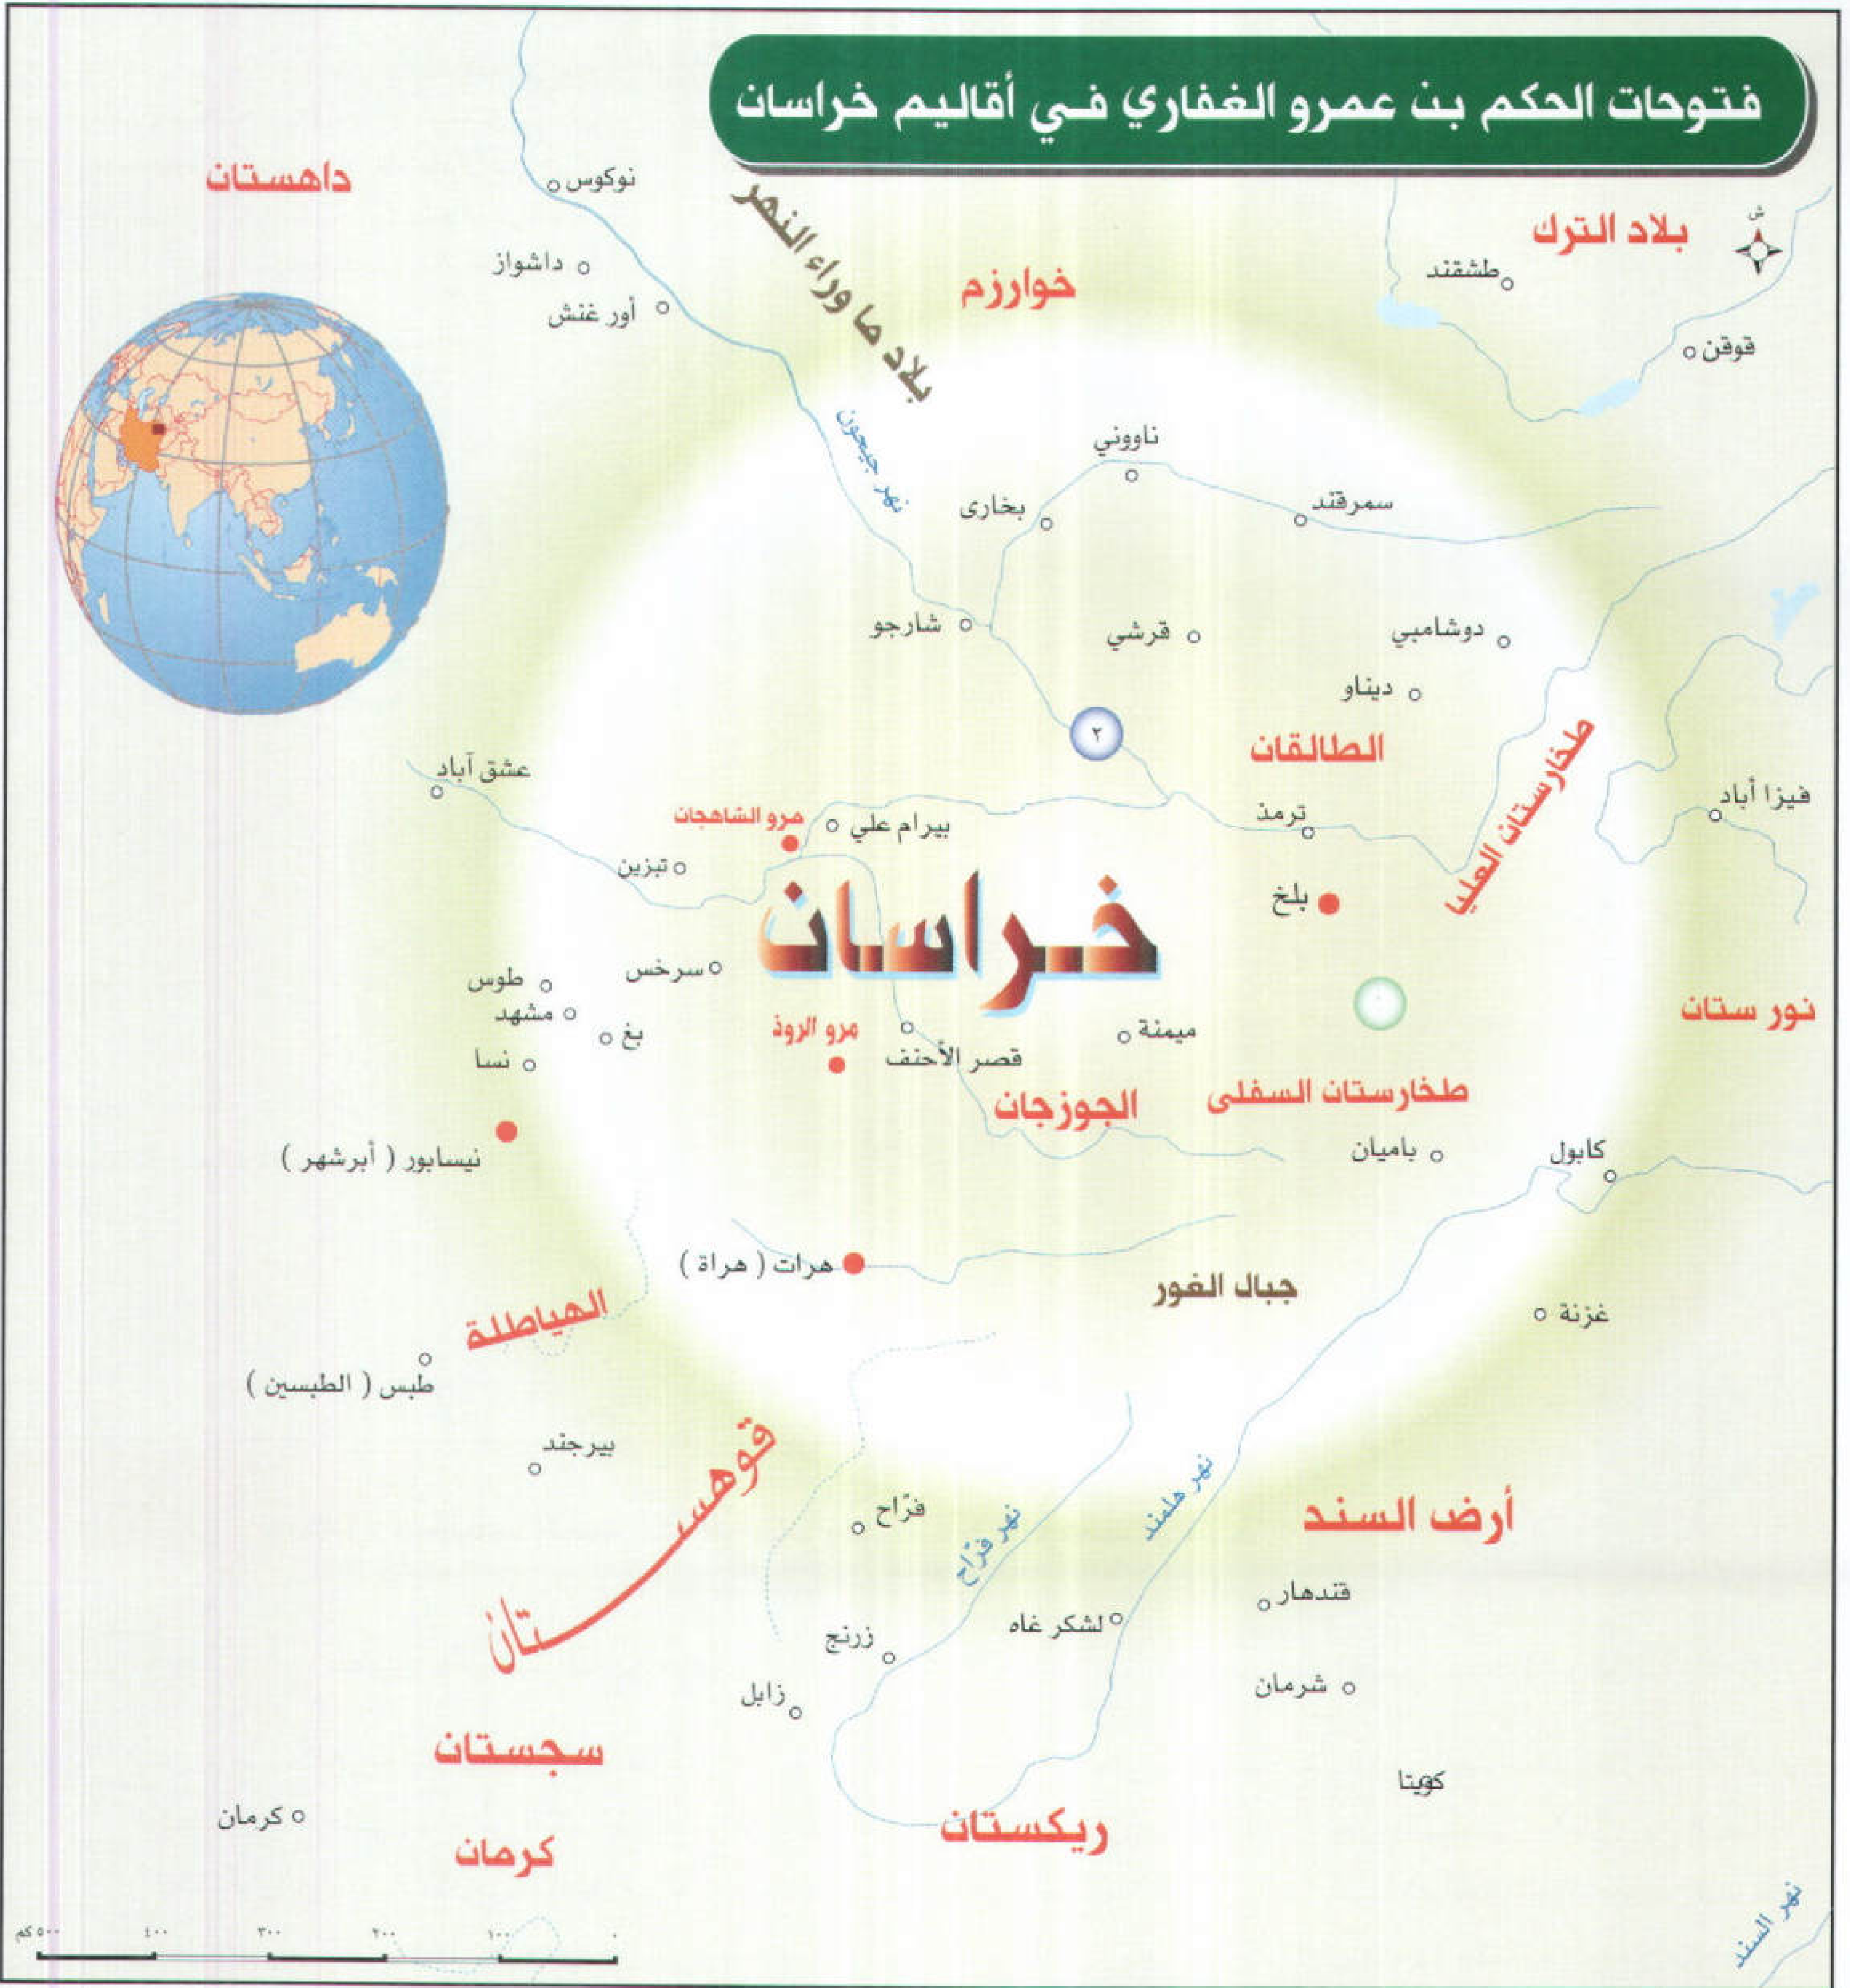 فتوحات الحكم بن عمرو الغفاري في أقاليم خراسان
داهستان
نوكوس
بلاد ما وراء النهر
بلاد الترك
ش
طشقند
داشواز
أورغنش
خوارزم
قوقن
نهر جيحون
ناووني
بخارى
سمرقند
شارجو
قرشي
دوشامبي
ديناو
٢
الطالقان
طخارستان العليا
عشق آباد
مرو الشاهجان
بيرام علي
ترمذ
فيزا أباد
تبزين
خراسان
بلخ
طوس
سرخس
مشهد
بغ
نسا
مرو الروذ
قصر الأحنف
ميمنة
نورستان
الجوزجان
طخارستان السفلى
نيسابور ( أبرشهر )
باميان
كابول
هرات ( هراة )
جبال الغور
غزنة
الهياطلة
طبس ( الطبسين )
بيرجند
قوهستان
فرّاح
نهر فرّاح
نهر هلمند
أرض السند
قندهار
لشكر غاه
زرنج
زابل
شرمان
سجستان
كويتا
كرمان
ريكستان
كرمان
نهر السند
٥٠٠ كم ٤٠٠ ٣٠٠ ٢٠٠ ١٠٠ ٠